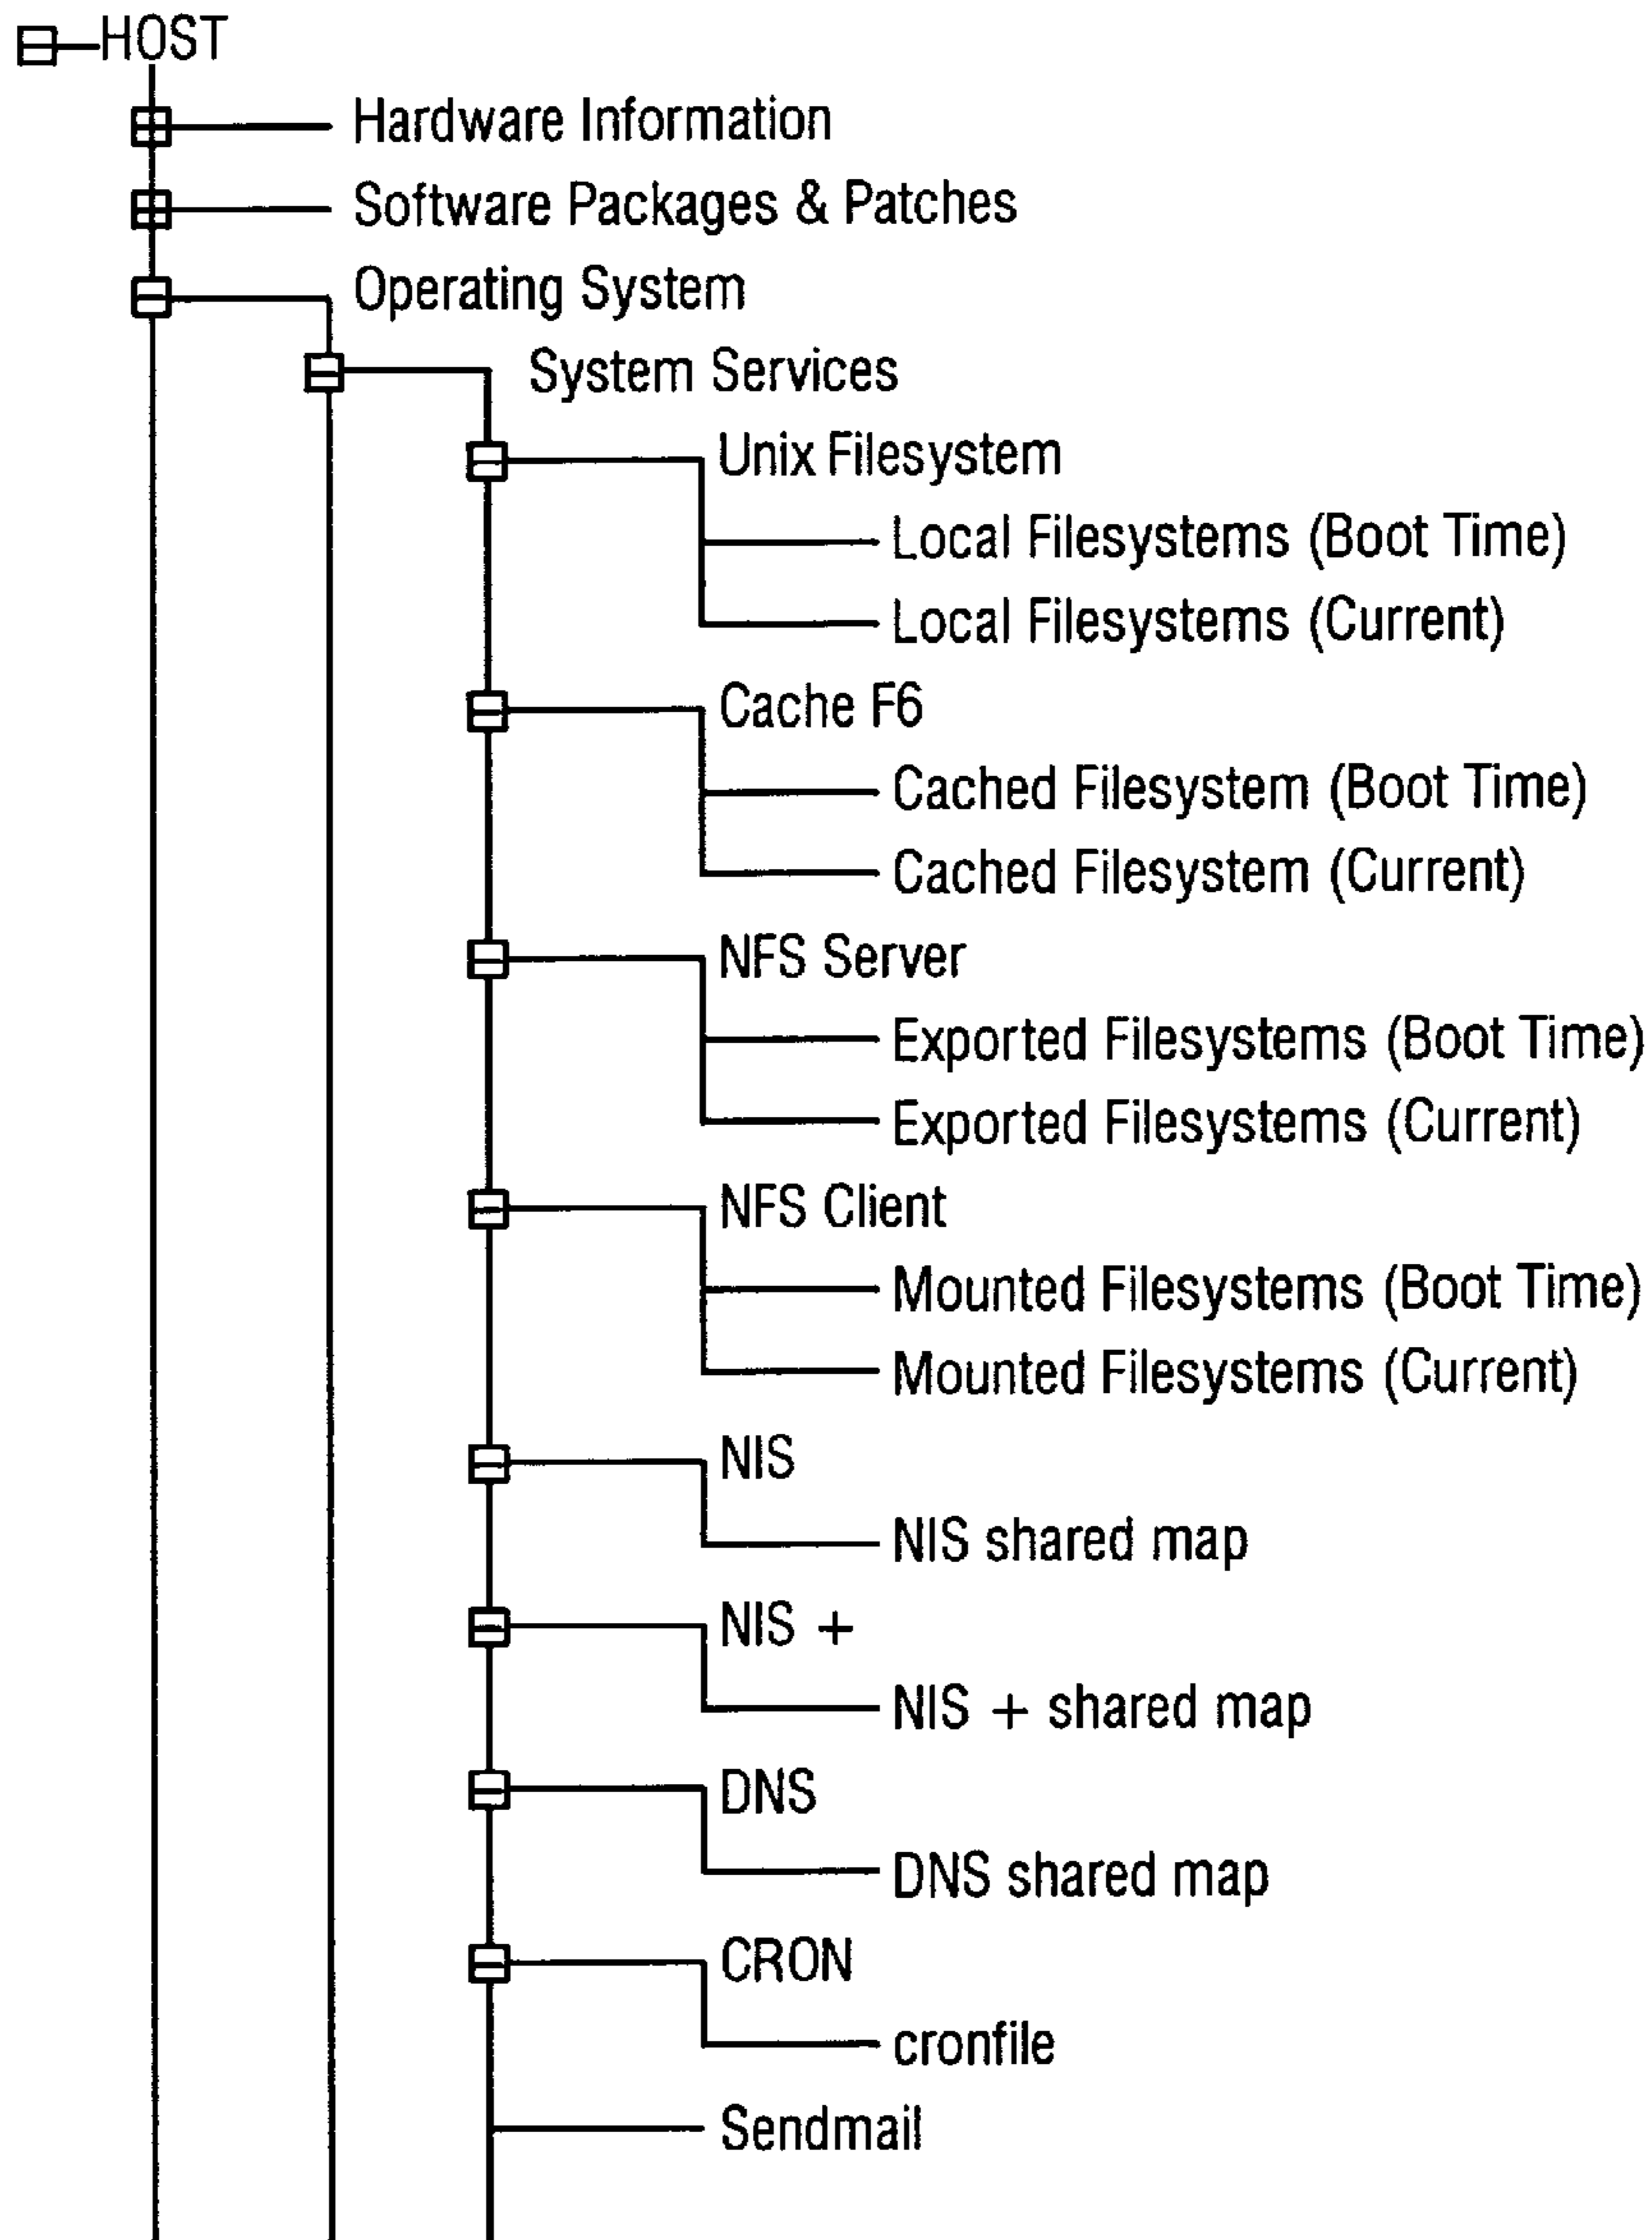 HOST
Hardware Information
Software Packages & Patches
Operating System
System Services
Unix Filesystem
Local Filesystems (Boot Time)
Local Filesystems (Current)
Cache F6
Cached Filesystem (Boot Time)
Cached Filesystem (Current)
NFS Server
Exported Filesystems (Boot Time)
Exported Filesystems (Current)
NFS Client
Mounted Filesystems (Boot Time)
Mounted Filesystems (Current)
NIS
NIS shared map
NIS +
NIS + shared map
DNS
DNS shared map
CRON
cronfile
Sendmail